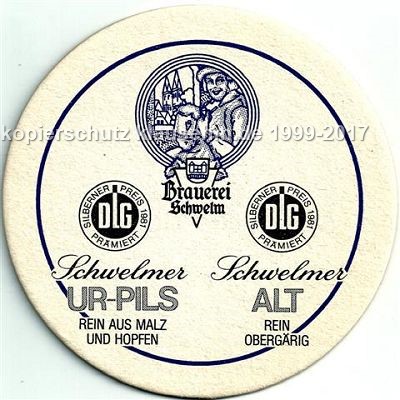 kopierschutz 1999-2017
Brauerei
Schwelm
SILBERNER PREIS 1981
DLG
PRÄMIERT
SILBERNER PREIS 1981
DLG
PRÄMIERT
Schwelmer
UR-PILS
REIN AUS MALZ
UND HOPFEN
Schwelmer
ALT
REIN
OBERGÄRIG